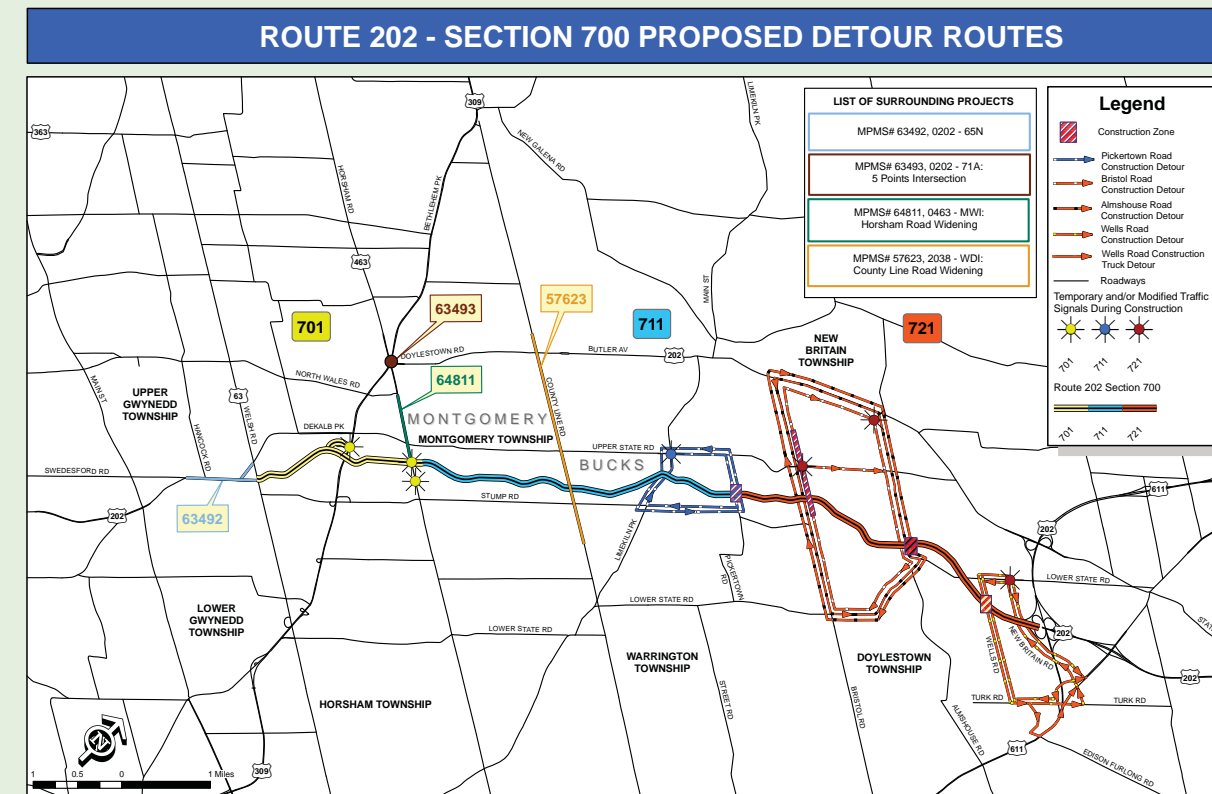 ROUTE 202 - SECTION 700 PROPOSED DETOUR ROUTES
LIST OF SURROUNDING PROJECTS
MPMS# 63492, 0202 - 65N
MPMS# 63493, 0202 - 71A:
5 Points Intersection
MPMS# 64811, 0463 - MWI:
Horsham Road Widening
MPMS# 57623, 2038 - WDI:
County Line Road Widening
Legend
Construction Zone
Pickertown Road
Construction Detour
Bristol Road
Construction Detour
Almshouse Road
Construction Detour
Wells Road
Construction Detour
Wells Road Construction
Truck Detour
Roadways
Temporary and/or Modified Traffic
Signals During Construction
701
711
721
Route 202 Section 700
701
711
721
363
309
LIMEKILN PK
NEW GALENA RD
HORSHAM RD
BETHLEHEM PK
463
MAIN ST
63493
57623
701
711
721
DOYLESTOWN RD
BUTLER AV
202
NEW
BRITAIN
TOWNSHIP
NORTH WALES RD
64811
COUNTY LINE RD
MAIN ST
UPPER
GWYNEDD
TOWNSHIP
63
WELSH RD
HANCOCK RD
DEKALB PK
MONTGOMERY
MONTGOMERY TOWNSHIP
UPPER STATE RD
BUCKS
SWEDESFORD RD
STUMP RD
202
63492
LIMEKILN PK
PICKERTOWN
RD
611
202
LOWER STATE RD
LOWER STATE RD
LOWER
GWYNEDD
TOWNSHIP
LOWER STATE RD
202
NEW BRITAIN RD
WELLS RD
WARRINGTON
TOWNSHIP
DOYLESTOWN
TOWNSHIP
202
HORSHAM TOWNSHIP
STREET RD
BRISTOL RD
ALMSHOUSE RD
TURK RD
TURK RD
611
EDISON FURLONG RD
N
309
1
0.5
0
1 Miles